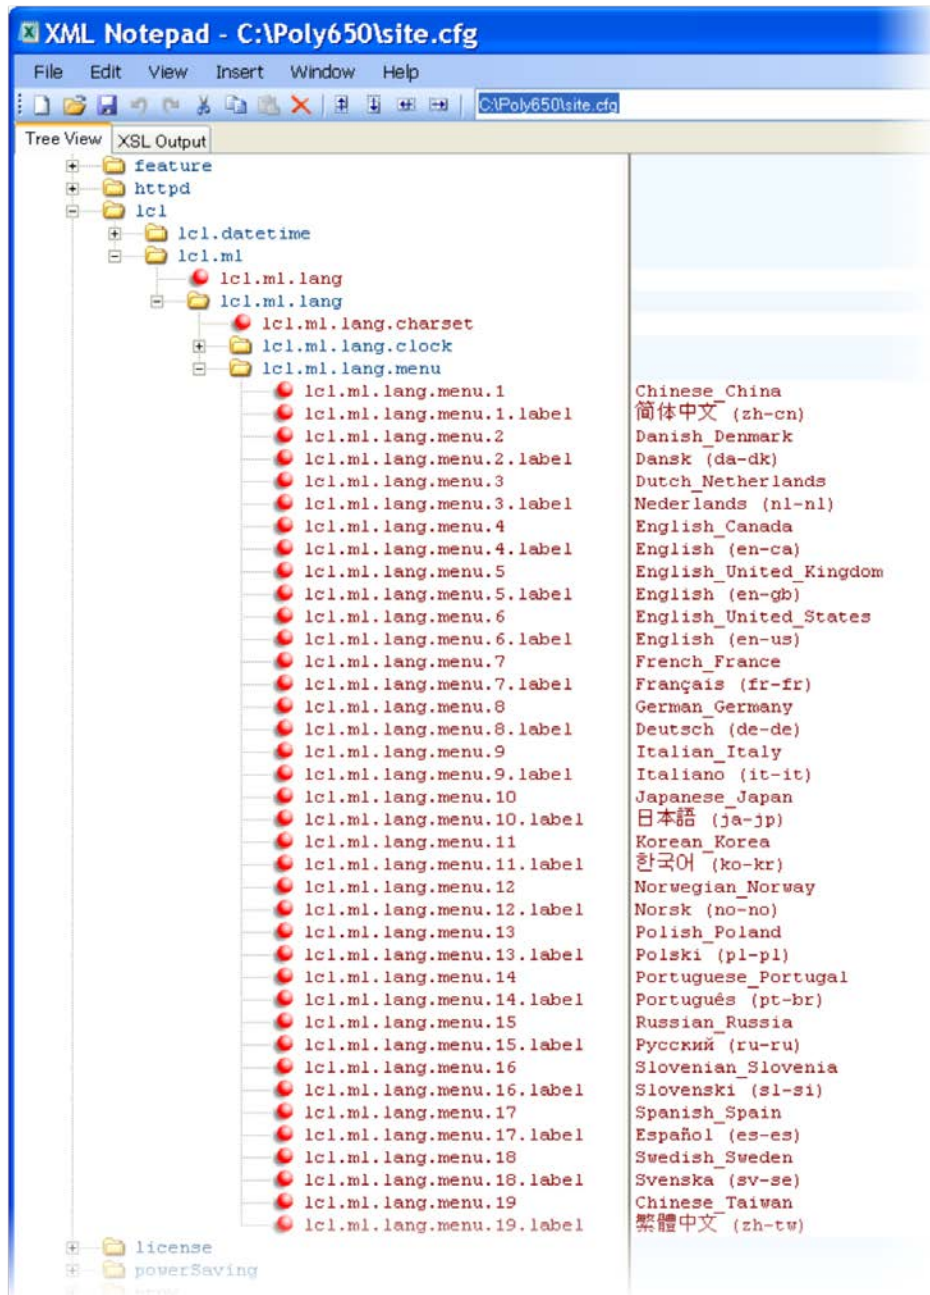 XML Notepad - C:\Poly650\site.cfg
File Edit View Insert Window Help
C:\Poly650\site.cfg
Tree View XSL Output
feature
httpd
lcl
lcl.datetime
lcl.ml
lcl.ml.lang
lcl.ml.lang
lcl.ml.lang.charset
lcl.ml.lang.clock
lcl.ml.lang.menu
lcl.ml.lang.menu.1 Chinese_China
lcl.ml.lang.menu.1.label 简体中文 (zh-cn)
lcl.ml.lang.menu.2 Danish_Denmark
lcl.ml.lang.menu.2.label Dansk (da-dk)
lcl.ml.lang.menu.3 Dutch_Netherlands
lcl.ml.lang.menu.3.label Nederlands (nl-nl)
lcl.ml.lang.menu.4 English_Canada
lcl.ml.lang.menu.4.label English (en-ca)
lcl.ml.lang.menu.5 English_United_Kingdom
lcl.ml.lang.menu.5.label English (en-gb)
lcl.ml.lang.menu.6 English_United_States
lcl.ml.lang.menu.6.label English (en-us)
lcl.ml.lang.menu.7 French_France
lcl.ml.lang.menu.7.label Français (fr-fr)
lcl.ml.lang.menu.8 German_Germany
lcl.ml.lang.menu.8.label Deutsch (de-de)
lcl.ml.lang.menu.9 Italian_Italy
lcl.ml.lang.menu.9.label Italiano (it-it)
lcl.ml.lang.menu.10 Japanese_Japan
lcl.ml.lang.menu.10.label 日本語 (ja-jp)
lcl.ml.lang.menu.11 Korean_Korea
lcl.ml.lang.menu.11.label 한국어 (ko-kr)
lcl.ml.lang.menu.12 Norwegian_Norway
lcl.ml.lang.menu.12.label Norsk (no-no)
lcl.ml.lang.menu.13 Polish_Poland
lcl.ml.lang.menu.13.label Polski (pl-pl)
lcl.ml.lang.menu.14 Portuguese_Portugal
lcl.ml.lang.menu.14.label Português (pt-br)
lcl.ml.lang.menu.15 Russian_Russia
lcl.ml.lang.menu.15.label Русский (ru-ru)
lcl.ml.lang.menu.16 Slovenian_Slovenia
lcl.ml.lang.menu.16.label Slovenski (sl-si)
lcl.ml.lang.menu.17 Spanish_Spain
lcl.ml.lang.menu.17.label Español (es-es)
lcl.ml.lang.menu.18 Swedish_Sweden
lcl.ml.lang.menu.18.label Svenska (sv-se)
lcl.ml.lang.menu.19 Chinese_Taiwan
lcl.ml.lang.menu.19.label 繁體中文 (zh-tw)
license
powerSaving